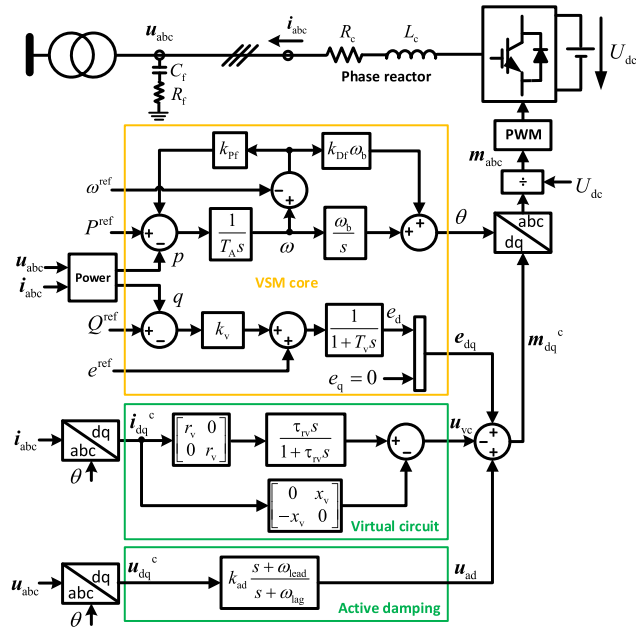 u_abc
i_abc
R_c
L_c
C_f
R_f
Phase reactor
U_dc
PWM
m_abc
÷
U_dc
k_Pf
k_Df ω_b
ω^ref
−
+
P^ref
+
−
−
1
T_A s
ω
ω_b
s
+
+
θ
abc
dq
u_abc
i_abc
Power
p
q
VSM core
Q^ref
+
−
k_v
+
+
1
1+T_v s
e_d
e^ref
e_q = 0
e_dq
m_dq^c
i_abc
dq
abc
θ
i_dq^c
r_v 0
0 r_v
τ_rv s
1+τ_rv s
+
−
u_vc
+
−
+
0 x_v
−x_v 0
Virtual circuit
u_abc
dq
abc
θ
u_dq^c
k_ad
s+ω_lead
s+ω_lag
u_ad
Active damping